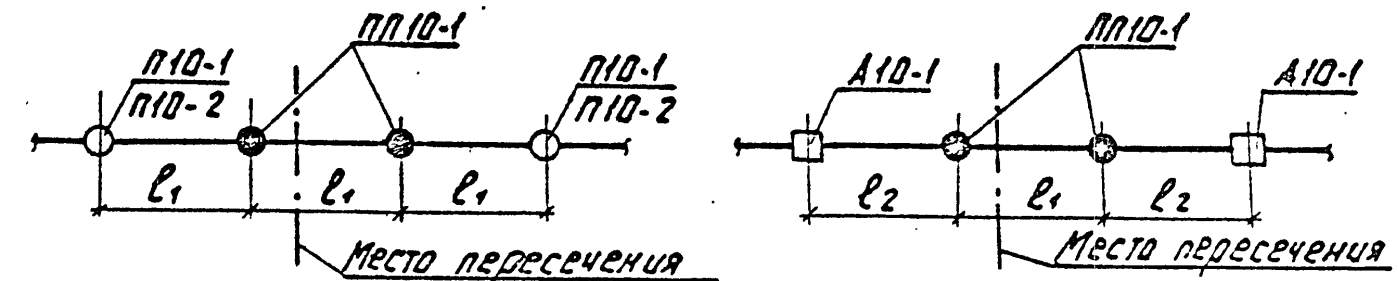 ПП10-1
П10-1
П10-2
П10-1
П10-2
ℓ1
ℓ1
ℓ1
Место пересечения
ПП10-1
А10-1
А10-1
ℓ2
ℓ1
ℓ2
Место пересечения